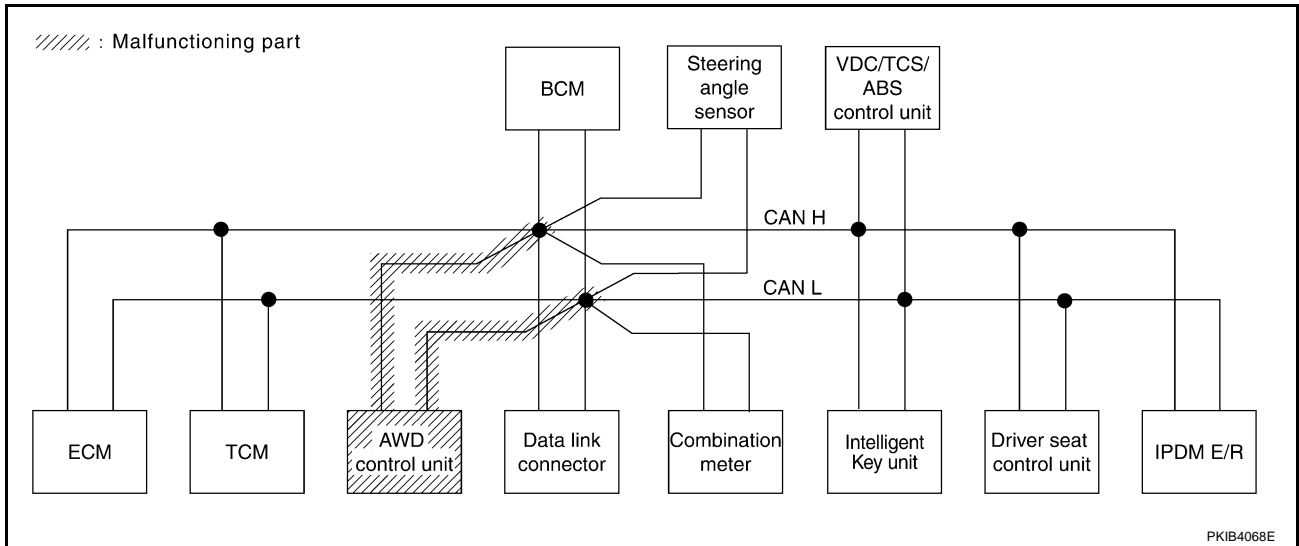 : Malfunctioning part
BCM
Steering
angle
sensor
VDC/TCS/
ABS
control unit
CAN H
CAN L
ECM
TCM
AWD
control unit
Data link
connector
Combination
meter
Intelligent
Key unit
Driver seat
control unit
IPDM E/R
PKIB4068E